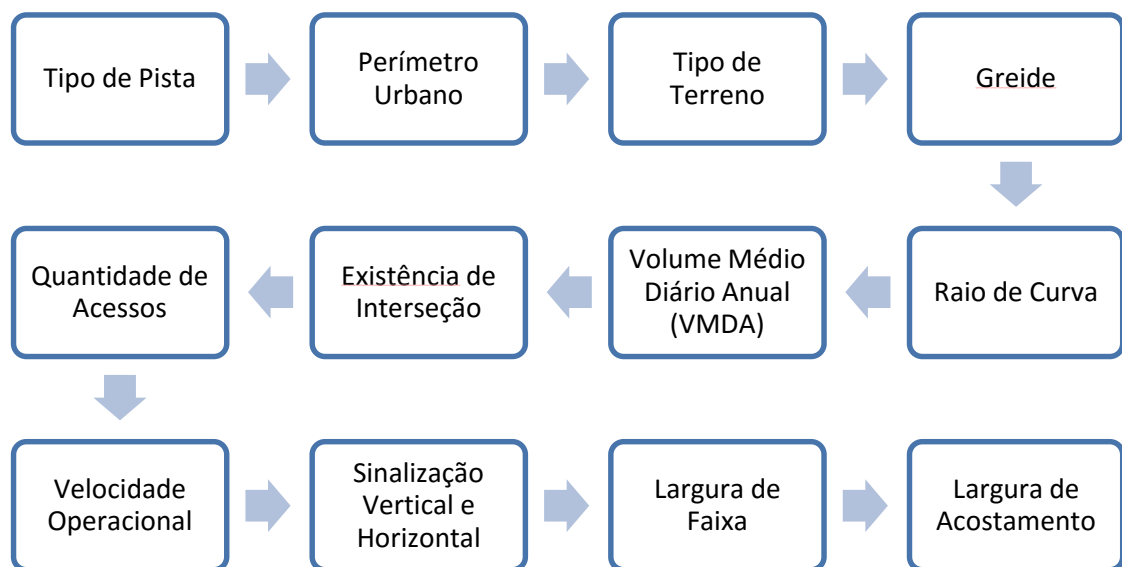 Tipo de Pista
Perímetro
Urbano
Tipo de
Terreno
Greide
Raio de Curva
Volume Médio
Diário Anual
(VMDA)
Existência de
Interseção
Quantidade de
Acessos
Velocidade
Operacional
Sinalização
Vertical e
Horizontal
Largura de
Faixa
Largura de
Acostamento